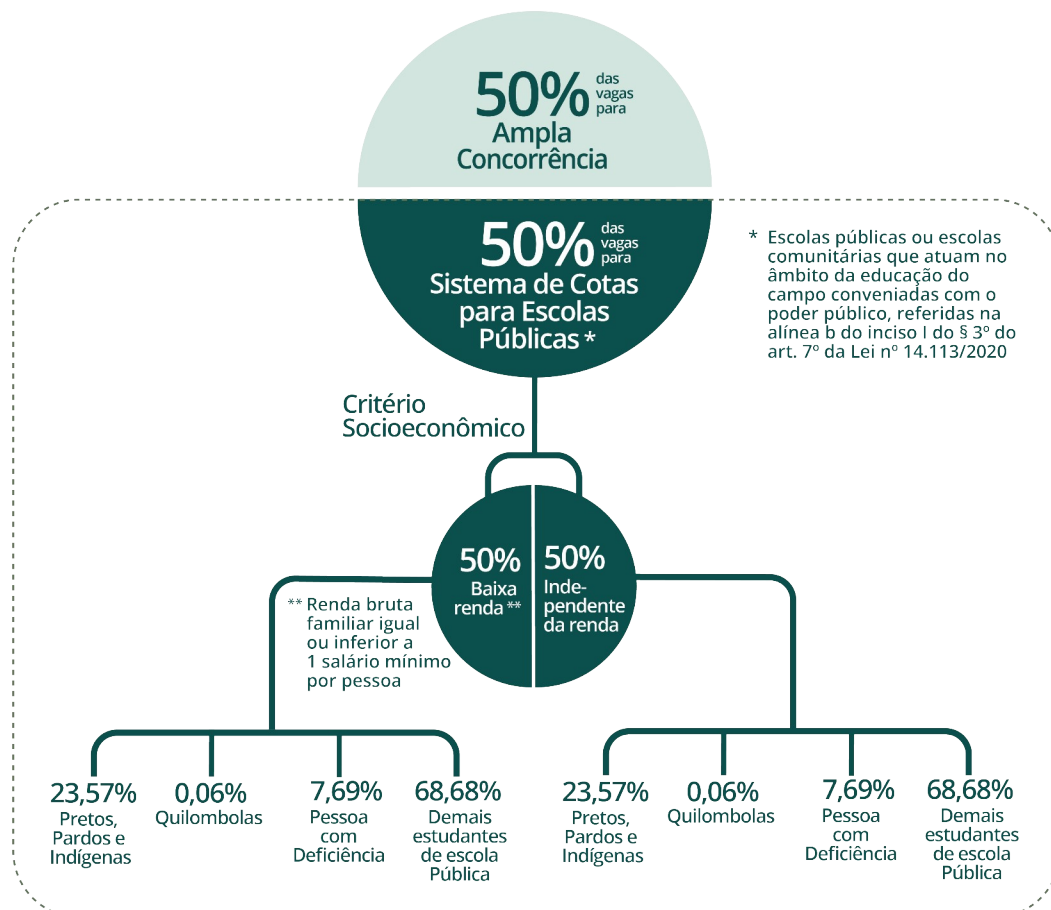 50% das
vagas
para
Ampla
Concorrência
50% das
vagas
para
Sistema de Cotas
para Escolas
Públicas *
* Escolas públicas ou escolas
comunitárias que atuam no
âmbito da educação do
campo conveniadas com o
poder público, referidas na
alínea b do inciso I do § 3º do
art. 7º da Lei nº 14.113/2020
Critério
Socioeconômico
50%
Baixa
renda **
50%
Inde-
pendente
da renda
** Renda bruta
familiar igual
ou inferior a
1 salário mínimo
por pessoa
23,57%
Pretos,
Pardos e
Indígenas
0,06%
Quilombolas
7,69%
Pessoa
com
Deficiência
68,68%
Demais
estudantes
de escola
Pública
23,57%
Pretos,
Pardos e
Indígenas
0,06%
Quilombolas
7,69%
Pessoa
com
Deficiência
68,68%
Demais
estudantes
de escola
Pública